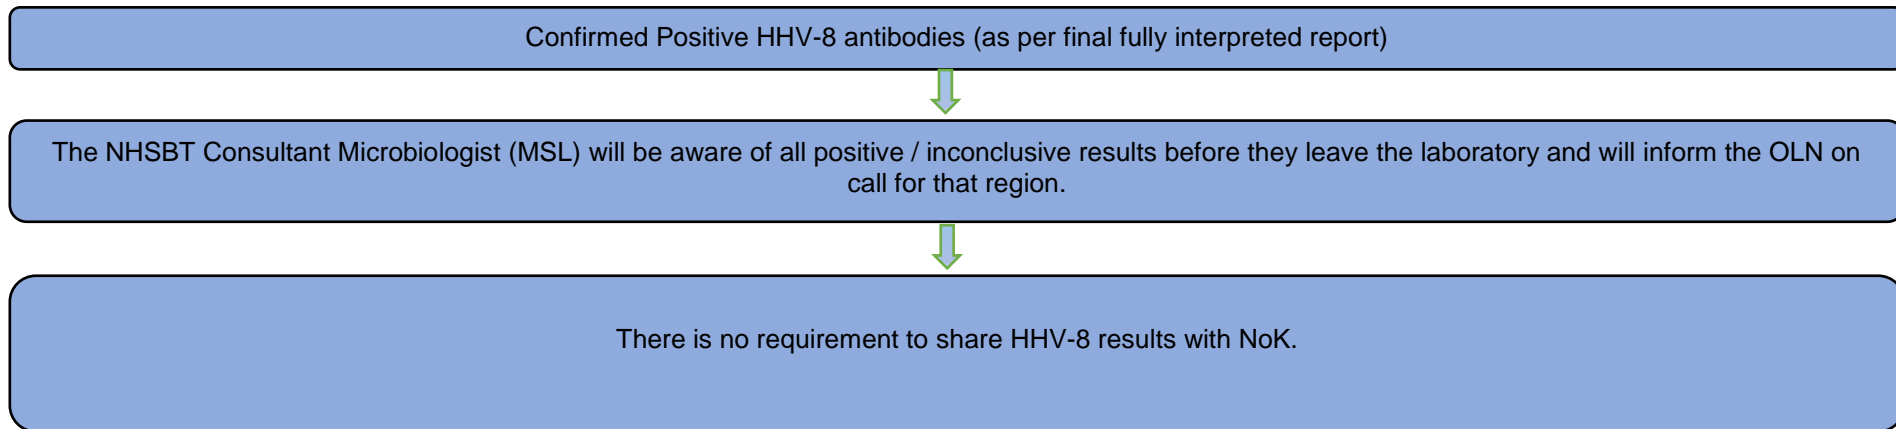 Confirmed Positive HHV-8 antibodies (as per final fully interpreted report)
The NHSBT Consultant Microbiologist (MSL) will be aware of all positive / inconclusive results before they leave the laboratory and will inform the OLN on
call for that region.
There is no requirement to share HHV-8 results with NoK.